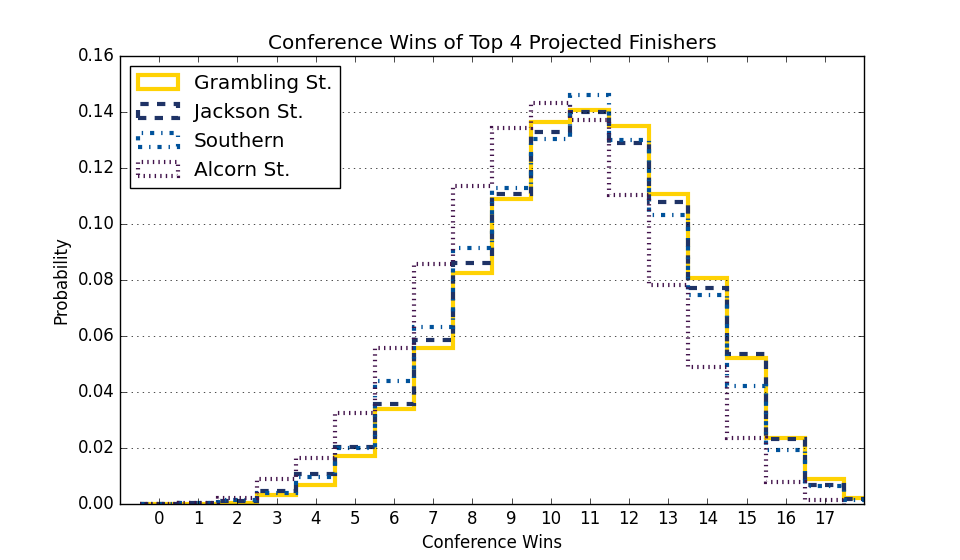 Conference Wins of Top 4 Projected Finishers
0.16
0.14
0.12
0.10
0.08
0.06
0.04
0.02
0.00
Probability
Grambling St.
Jackson St.
Southern
Alcorn St.
0 1 2 3 4 5 6 7 8 9 10 11 12 13 14 15 16 17
Conference Wins